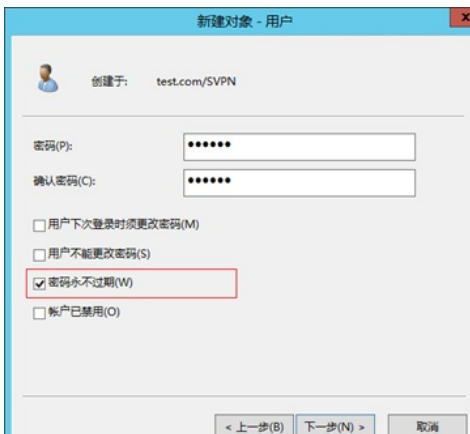 新建对象 - 用户
x
创建于: test.com/SVPN
密码(P): ••••••
确认密码(C): ••••••
用户下次登录时须更改密码(M)
用户不能更改密码(S)
密码永不过期(W)
帐户已禁用(O)
< 上一步(B) 下一步(N) > 取消